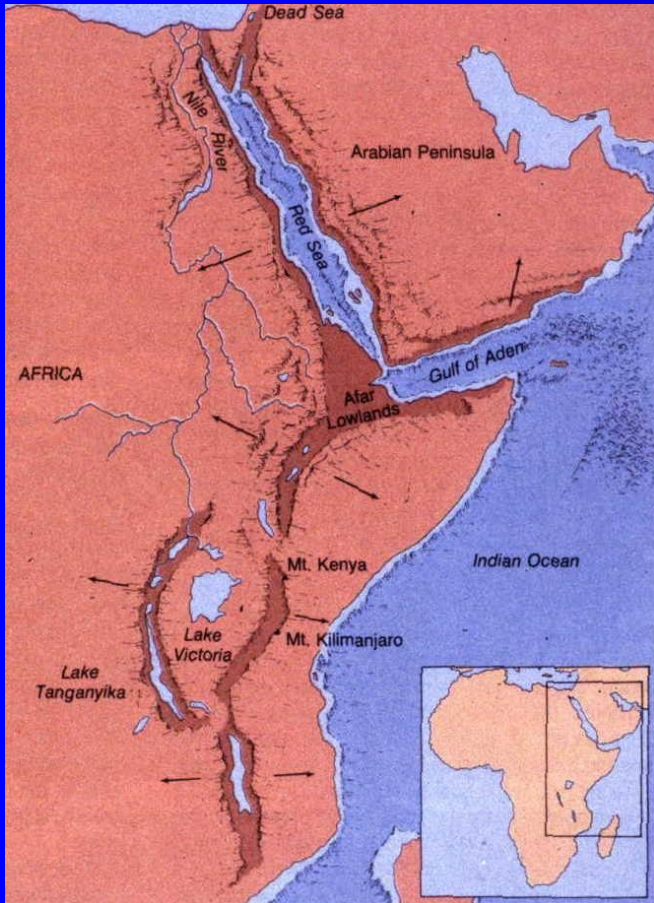 Dead Sea
Nile
River
Arabian Peninsula
Red Sea
AFRICA
Gulf of Aden
Afar
Lowlands
Indian Ocean
Mt. Kenya
Mt. Kilimanjaro
Lake
Victoria
Lake
Tanganyika